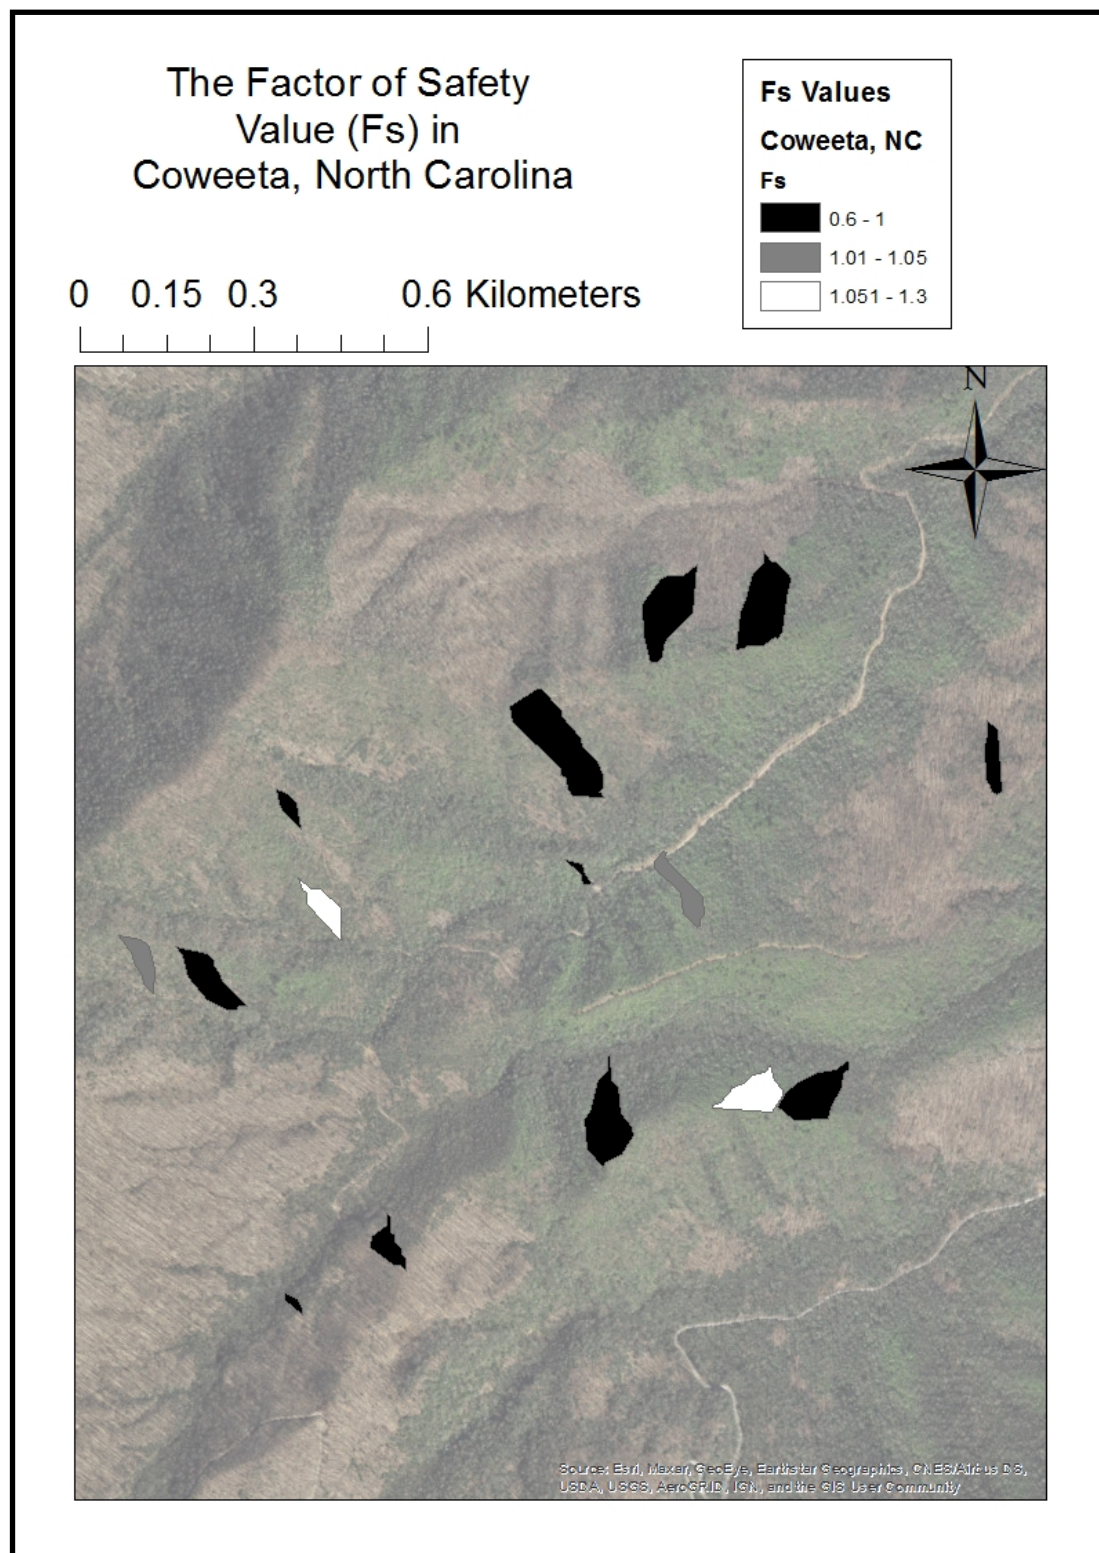 The Factor of Safety
Value (Fs) in
Coweeta, North Carolina
Fs Values
Coweeta, NC
Fs
0.6 - 1
1.01 - 1.05
1.051 - 1.3
0 0.15 0.3 0.6 Kilometers
N
Source: Esri, Maxar, GeoEye, Earthstar Geographics, CNES/Airbus DS,
USDA, USGS, AeroGRID, IGN, and the GIS User Community